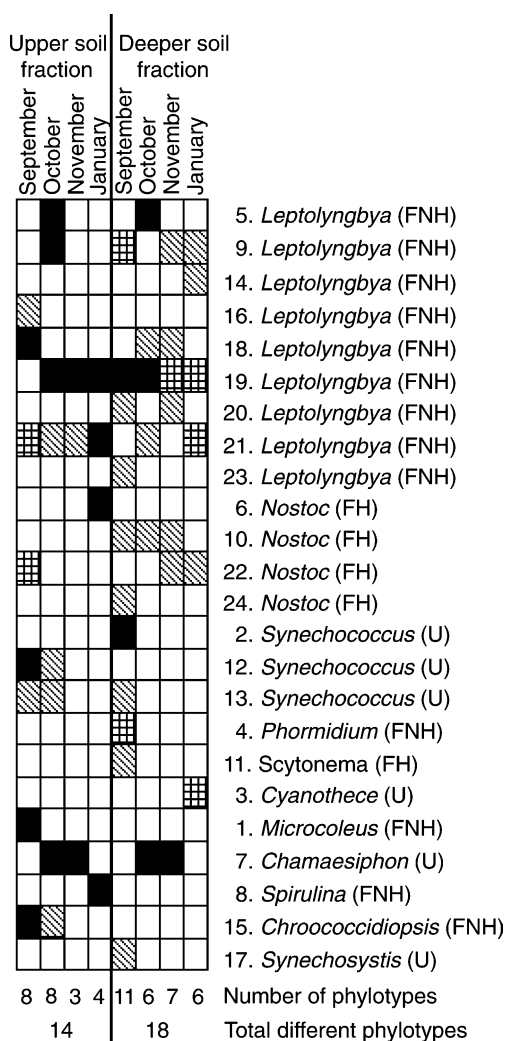 Upper soil fraction
Deeper soil fraction
September
October
November
January
September
October
November
January
5. Leptolyngbya (FNH)
9. Leptolyngbya (FNH)
14. Leptolyngbya (FNH)
16. Leptolyngbya (FNH)
18. Leptolyngbya (FNH)
19. Leptolyngbya (FNH)
20. Leptolyngbya (FNH)
21. Leptolyngbya (FNH)
23. Leptolyngbya (FNH)
6. Nostoc (FH)
10. Nostoc (FH)
22. Nostoc (FH)
24. Nostoc (FH)
2. Synechococcus (U)
12. Synechococcus (U)
13. Synechococcus (U)
4. Phormidium (FNH)
11. Scytonema (FH)
3. Cyanothece (U)
1. Microcoleus (FNH)
7. Chamaesiphon (U)
8. Spirulina (FNH)
15. Chroococcidiopsis (FNH)
17. Synechosystis (U)
8 8 3 4 11 6 7 6 Number of phylotypes
14 18 Total different phylotypes